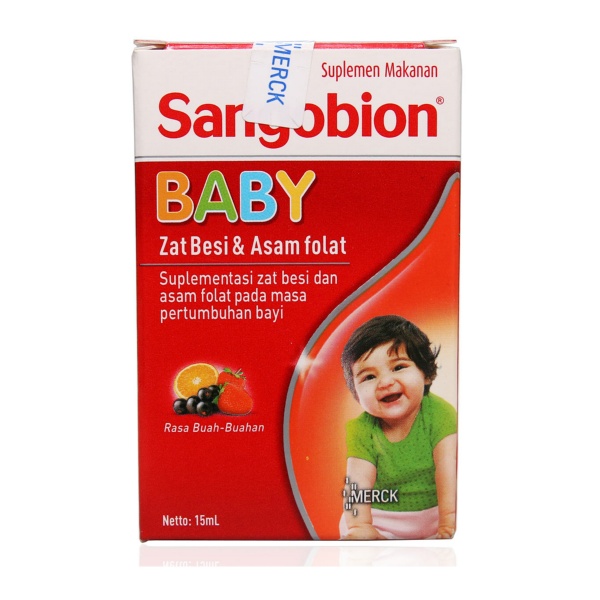 MERCK
Suplemen Makanan
Sangobion®
BABY
Zat Besi & Asam folat
Suplementasi zat besi dan
asam folat pada masa
pertumbuhan bayi
Rasa Buah-Buahan
MERCK
Netto: 15mL